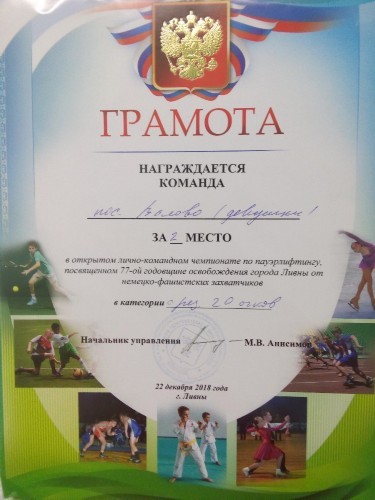 ГРАМОТА
НАГРАЖДАЕТСЯ
КОМАНДА
пос. Волово (девушки)
ЗА 2 МЕСТО
в открытом лично-командном чемпионате по пауэрлифтингу,
посвященном 77-ой годовщине освобождения города Ливны от
немецко-фашистских захватчиков
в категории с рез. 20 очков
Начальник управления М.В. Анисимов
22 декабря 2018 года
г. Ливны